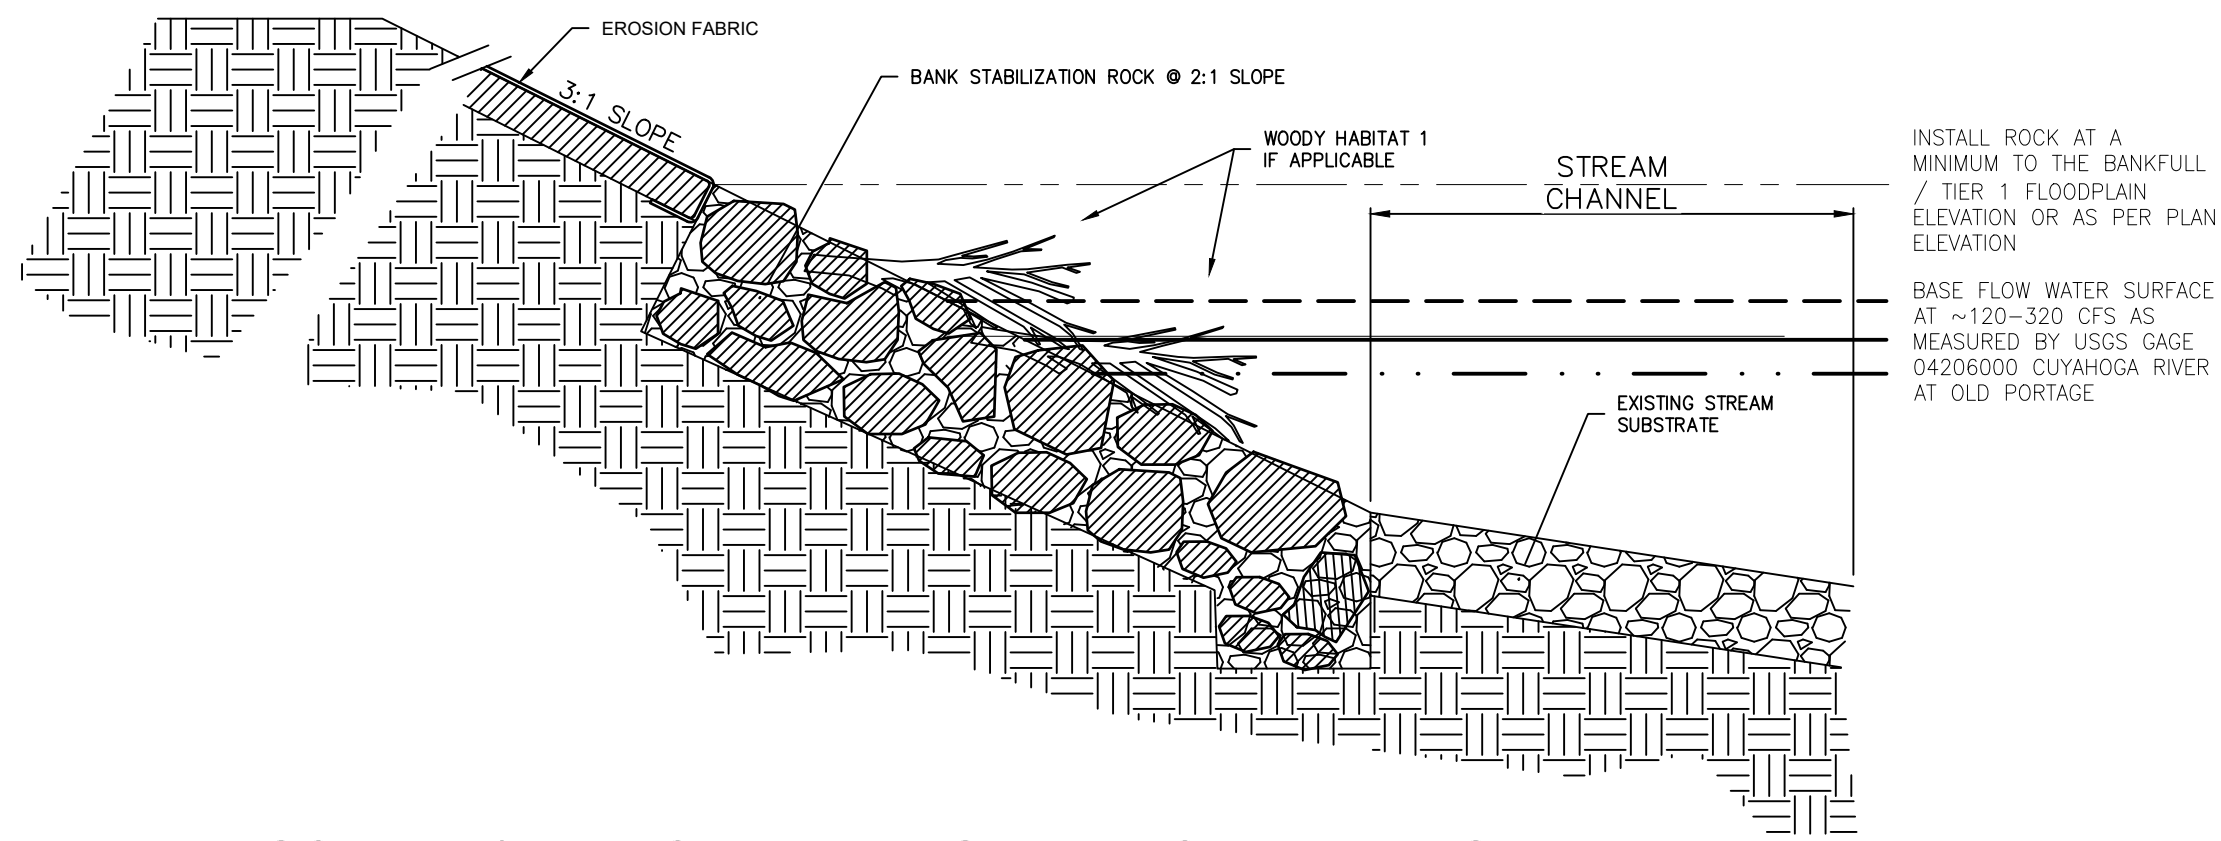 EROSION FABRIC
3:1 SLOPE
BANK STABILIZATION ROCK @ 2:1 SLOPE
WOODY HABITAT 1
IF APPLICABLE
STREAM
CHANNEL
EXISTING STREAM
SUBSTRATE
INSTALL ROCK AT A
MINIMUM TO THE BANKFULL
/ TIER 1 FLOODPLAIN
ELEVATION OR AS PER PLAN
ELEVATION
BASE FLOW WATER SURFACE
AT ~120-320 CFS AS
MEASURED BY USGS GAGE
04206000 CUYAHOGA RIVER
AT OLD PORTAGE